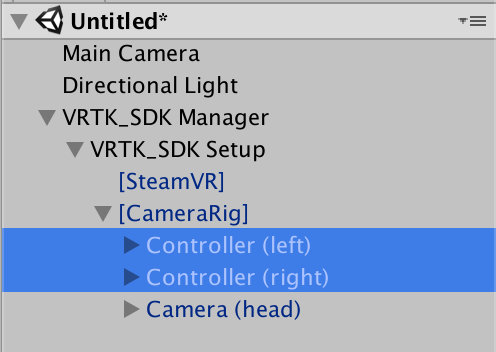 Untitled*
Main Camera
Directional Light
VRTK_SDK Manager
VRTK_SDK Setup
[SteamVR]
[CameraRig]
Controller (left)
Controller (right)
Camera (head)